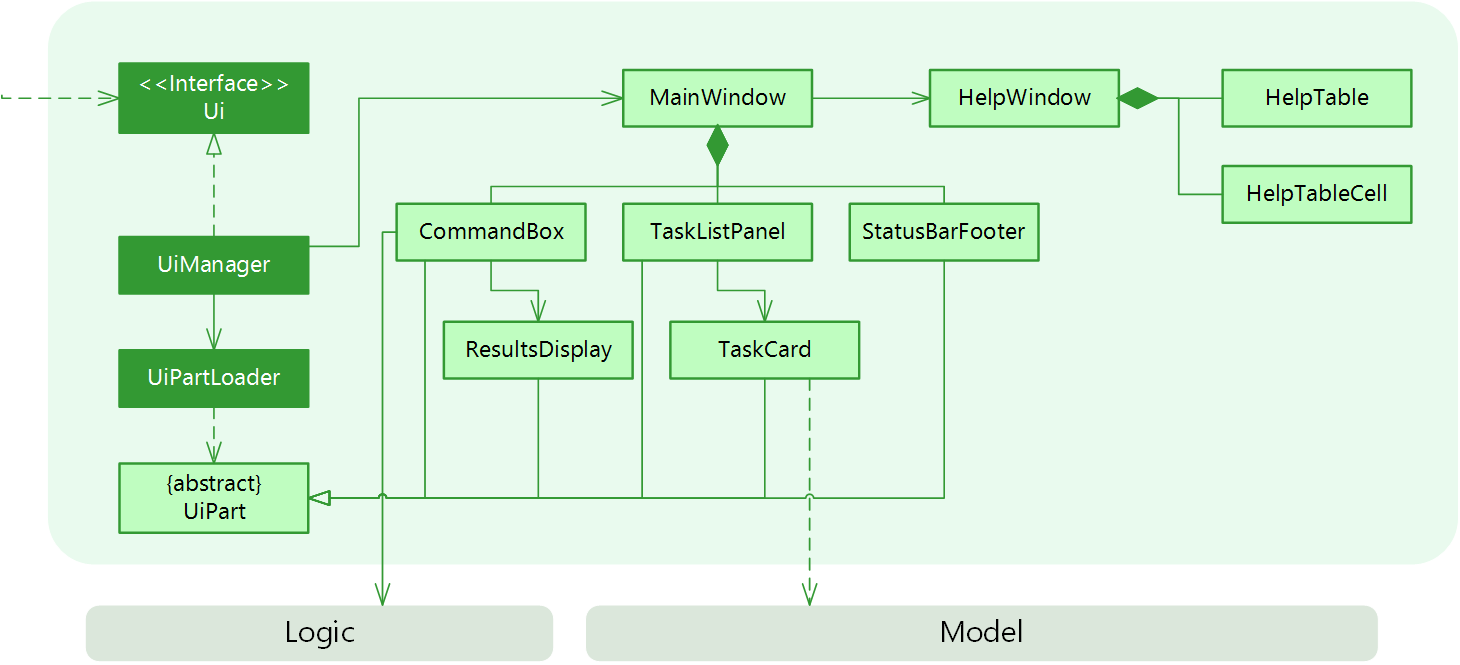 <<Interface>>
Ui
MainWindow
HelpWindow
HelpTable
HelpTableCell
CommandBox
TaskListPanel
StatusBarFooter
UiManager
ResultsDisplay
TaskCard
UiPartLoader
{abstract}
UiPart
Logic
Model